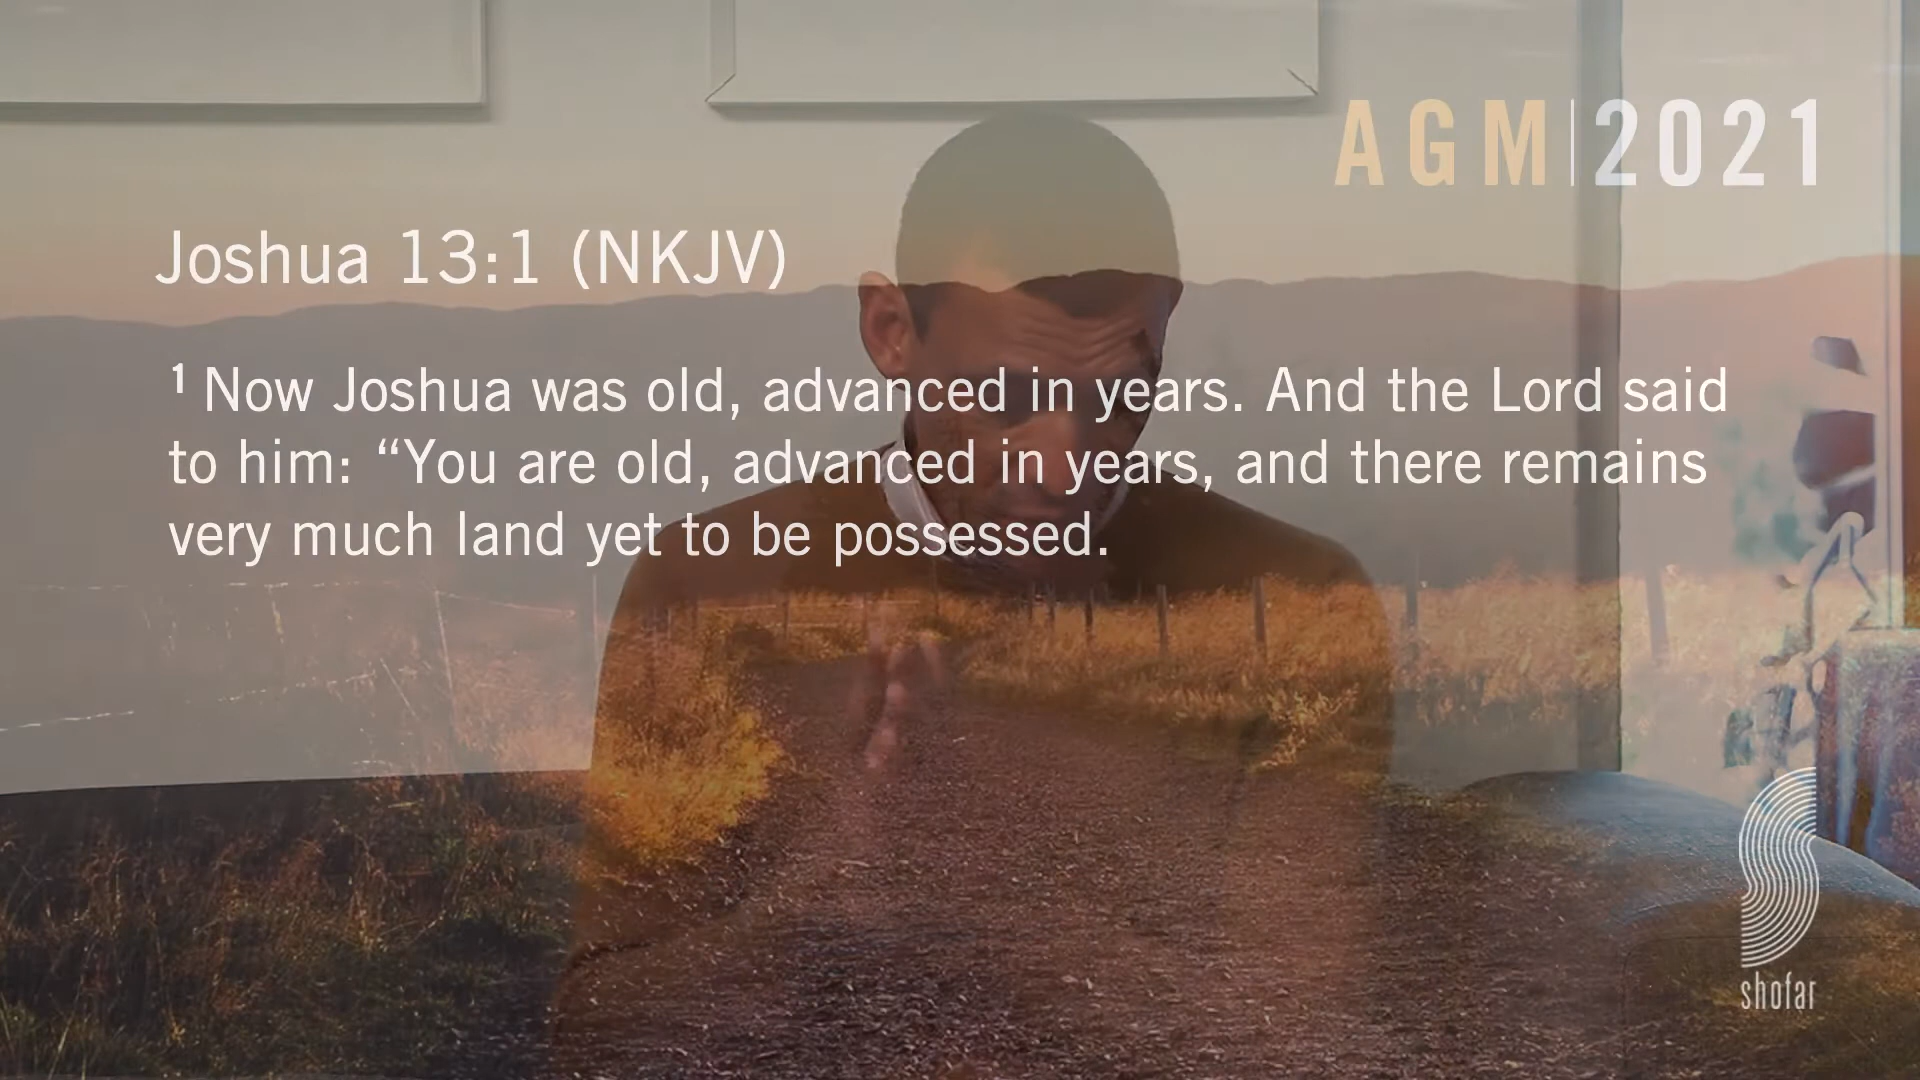 AGM|2021
Joshua 13:1 (NKJV)
¹ Now Joshua was old, advanced in years. And the Lord said
to him: “You are old, advanced in years, and there remains
very much land yet to be possessed.
shofar